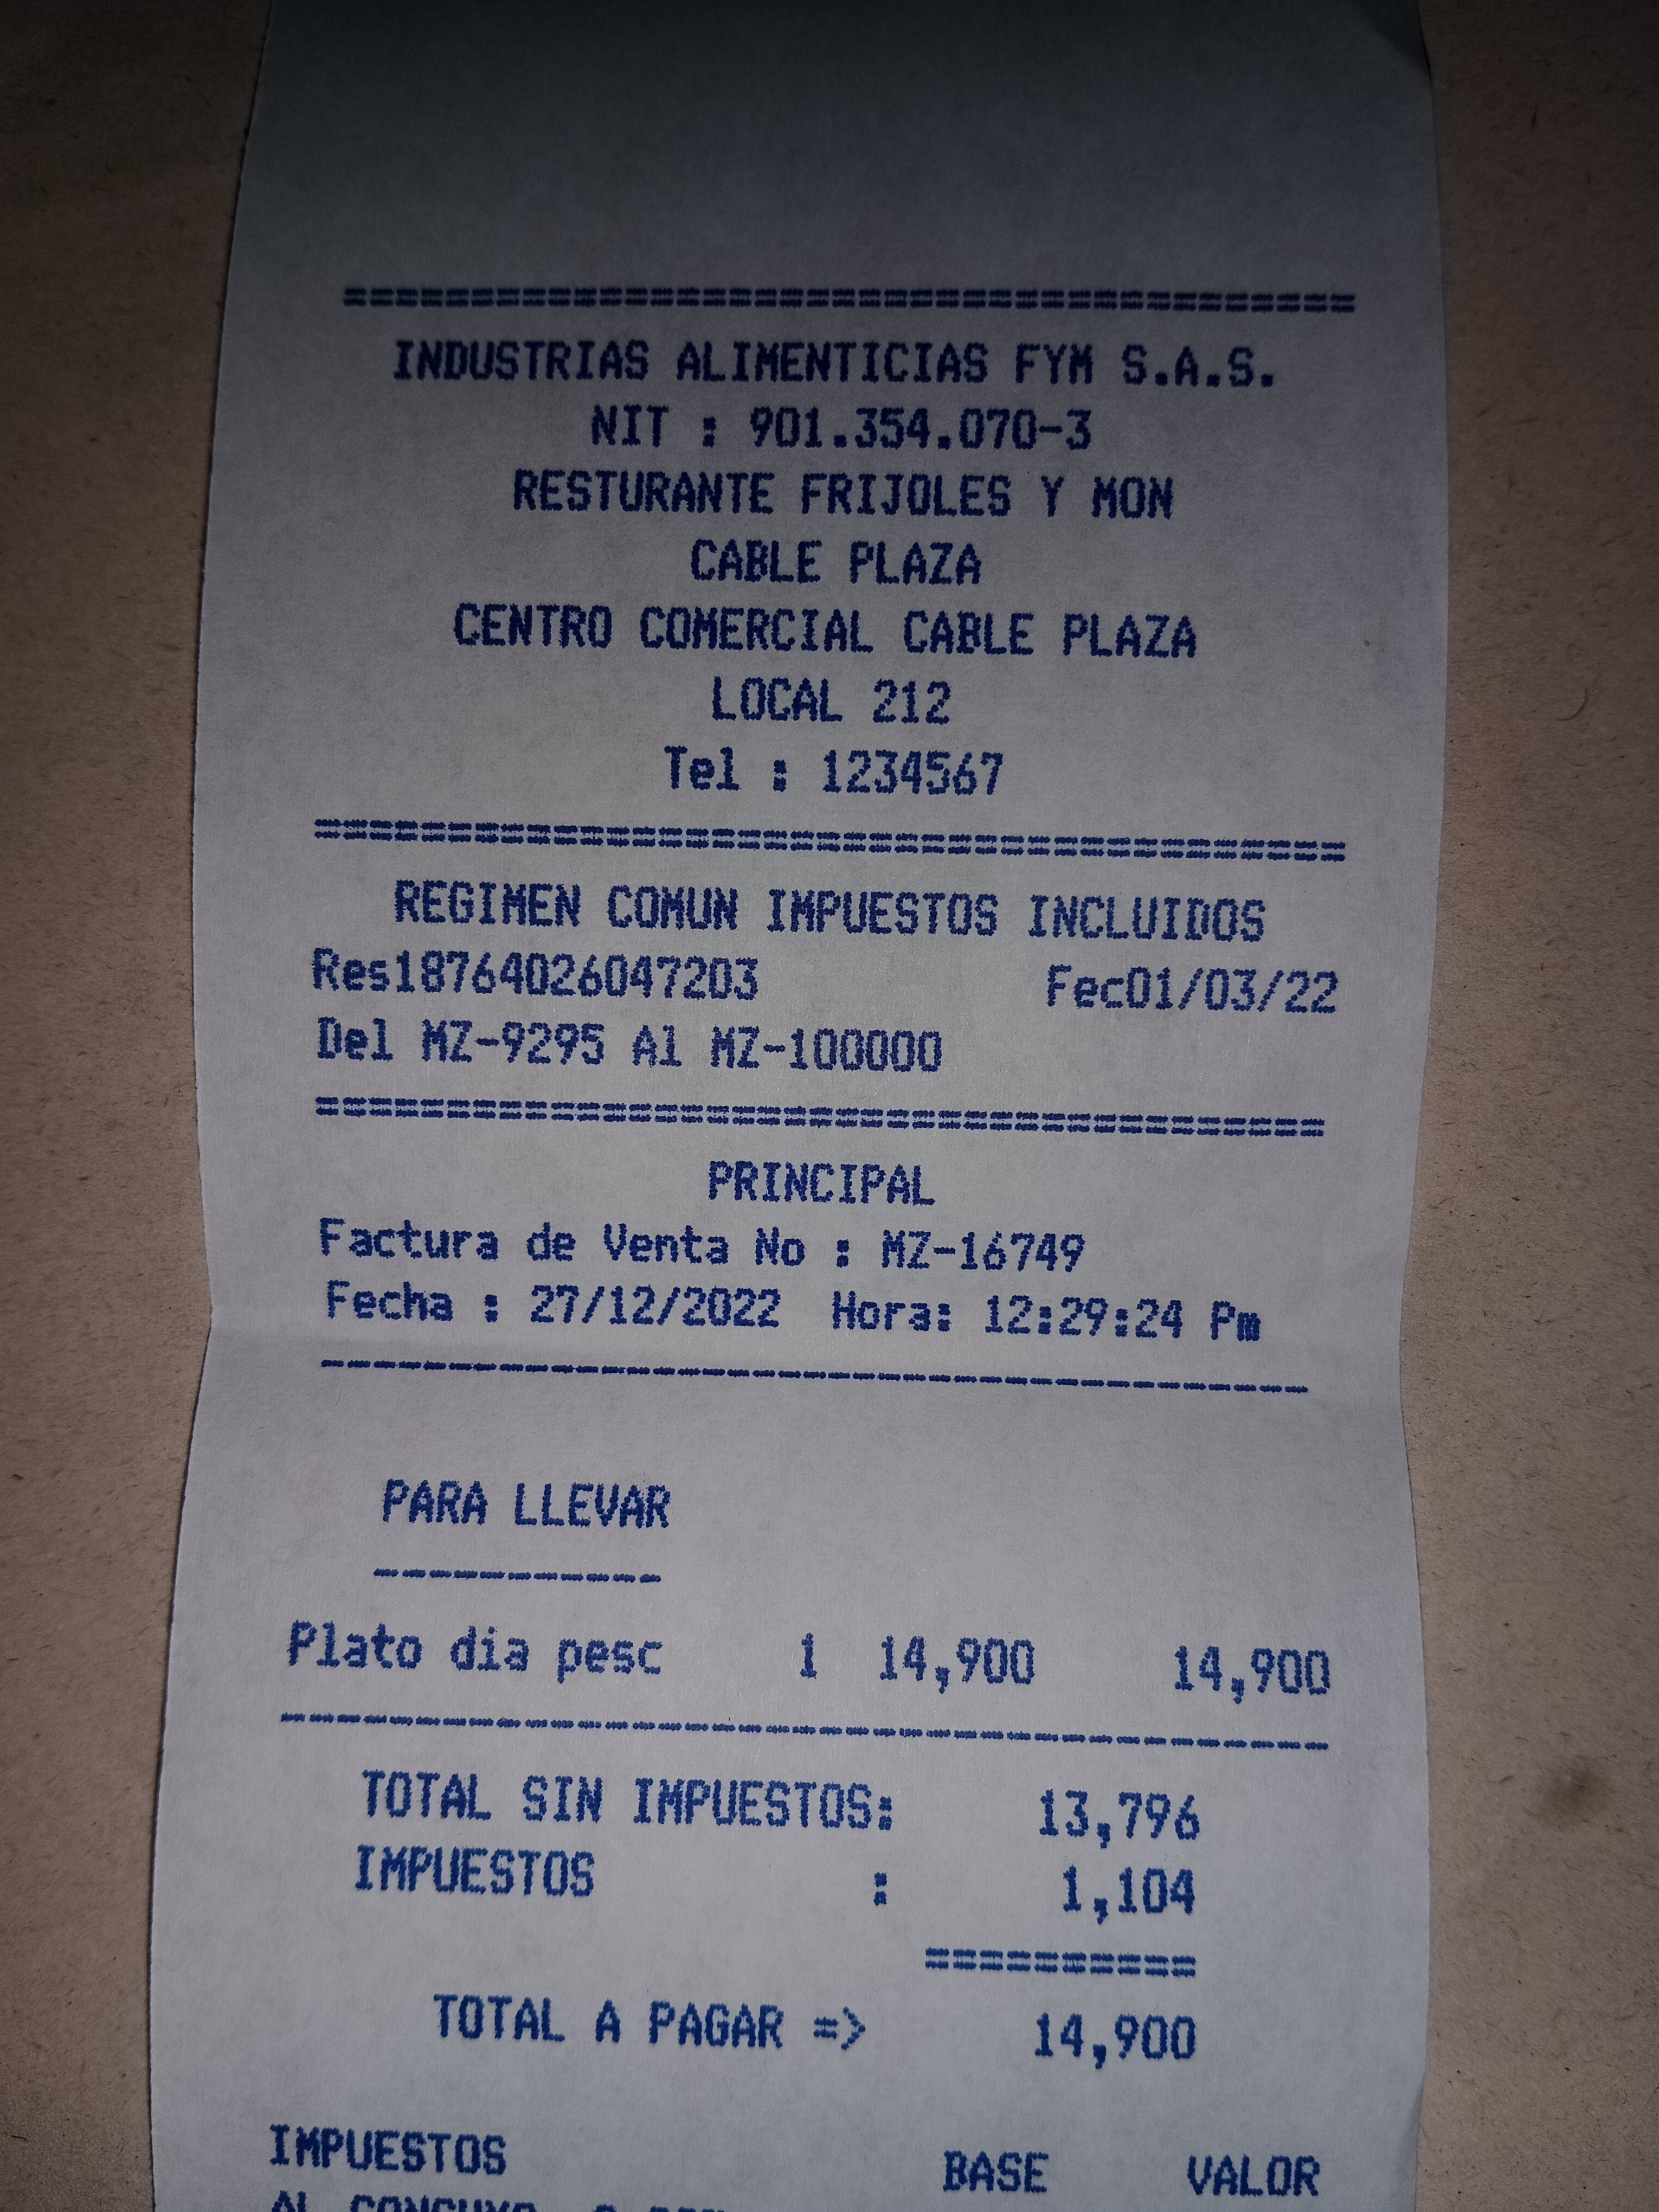 ========================================
INDUSTRIAS ALIMENTICIAS FYM S.A.S.
NIT : 901.354.070-3
RESTURANTE FRIJOLES Y MON
CABLE PLAZA
CENTRO COMERCIAL CABLE PLAZA
LOCAL 212
Tel : 1234567
========================================
REGIMEN COMUN IMPUESTOS INCLUIDOS
Res18764026047203 Fec01/03/22
Del MZ-9295 Al MZ-100000
========================================
PRINCIPAL
Factura de Venta No : MZ-16749
Fecha : 27/12/2022 Hora: 12:29:24 Pm
----------------------------------------
PARA LLEVAR
-----------
Plato dia pesc 1 14,900 14,900
----------------------------------------
TOTAL SIN IMPUESTOS: 13,796
IMPUESTOS : 1,104
==========
TOTAL A PAGAR => 14,900
IMPUESTOS BASE VALOR
AL CONSUMO